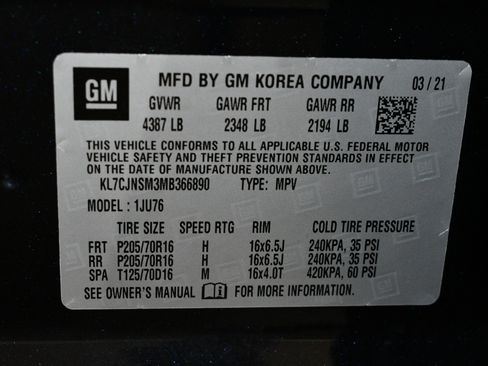 GM MFD BY GM KOREA COMPANY 03 / 21
GVWR GAWR FRT GAWR RR
4387 LB 2348 LB 2194 LB
THIS VEHICLE CONFORMS TO ALL APPLICABLE U.S. FEDERAL MOTOR
VEHICLE SAFETY AND THEFT PREVENTION STANDARDS IN EFFECT
ON THE DATE OF MANUFACTURE SHOWN ABOVE.
KL7CJNSM3MB366890 TYPE: MPV
MODEL : 1JU76
TIRE SIZE SPEED RTG RIM COLD TIRE PRESSURE
FRT P205/70R16 H 16x6.5J 240KPA, 35 PSI
RR P205/70R16 H 16x6.5J 240KPA, 35 PSI
SPA T125/70D16 M 16x4.0T 420KPA, 60 PSI
SEE OWNER'S MANUAL FOR MORE INFORMATION